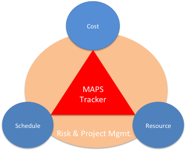 Cost
MAPS
Tracker
Schedule
Resource
Risk & Project Mgmt.